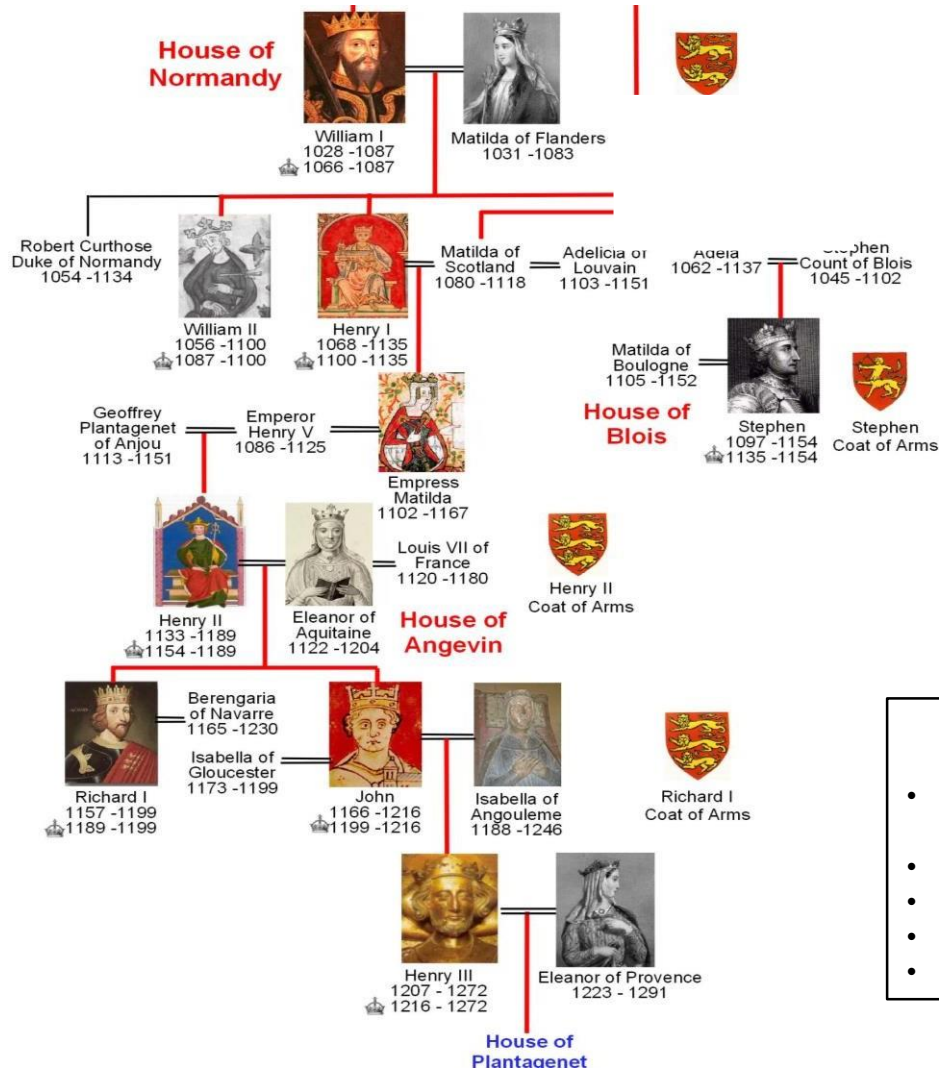 House of
Normandy
William I
1028 -1087
1066 -1087
Matilda of Flanders
1031 -1083
Robert Curthose
Duke of Normandy
1054 -1134
William II
1056 -1100
1087 -1100
Henry I
1068 -1135
1100 -1135
Matilda of
Scotland
1080 -1118
Adelicia of
Louvain
1103 -1151
Adela
1062 -1137
Stephen
Count of Blois
1045 -1102
Matilda of
Boulogne
1105 -1152
House of
Blois
Stephen
1097 -1154
1135 -1154
Stephen
Coat of Arms
Geoffrey
Plantagenet
of Anjou
1113 -1151
Emperor
Henry V
1086 -1125
Empress
Matilda
1102 -1167
Henry II
1133 -1189
1154 -1189
Eleanor of
Aquitaine
1122 -1204
Louis VII of
France
1120 -1180
House of
Angevin
Henry II
Coat of Arms
Richard I
1157 -1199
1189 -1199
Berengaria
of Navarre
1165 -1230
Isabella of
Gloucester
1173 -1199
John
1166 -1216
1199 -1216
Isabella of
Angouleme
1188 -1246
Richard I
Coat of Arms
Henry III
1207 - 1272
1216 - 1272
Eleanor of Provence
1223 - 1291
House of
Plantagenet